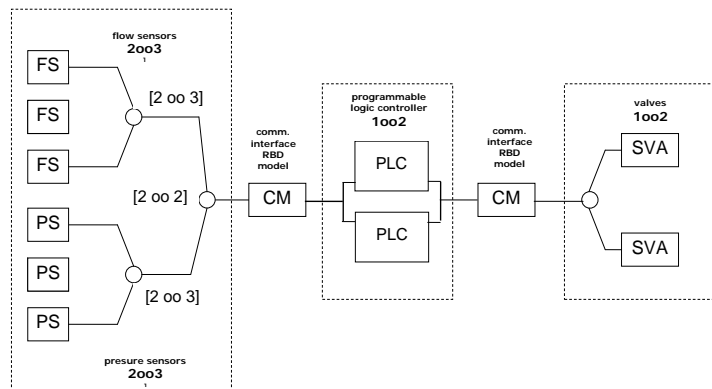 flow sensors
2oo3
FS
FS
FS
[2 oo 3]
[2 oo 2]
PS
PS
PS
[2 oo 3]
presure sensors
2oo3
comm.
interface
RBD
model
CM
programmable
logic controller
1oo2
PLC
PLC
comm.
interface
RBD
model
CM
valves
1oo2
SVA
SVA